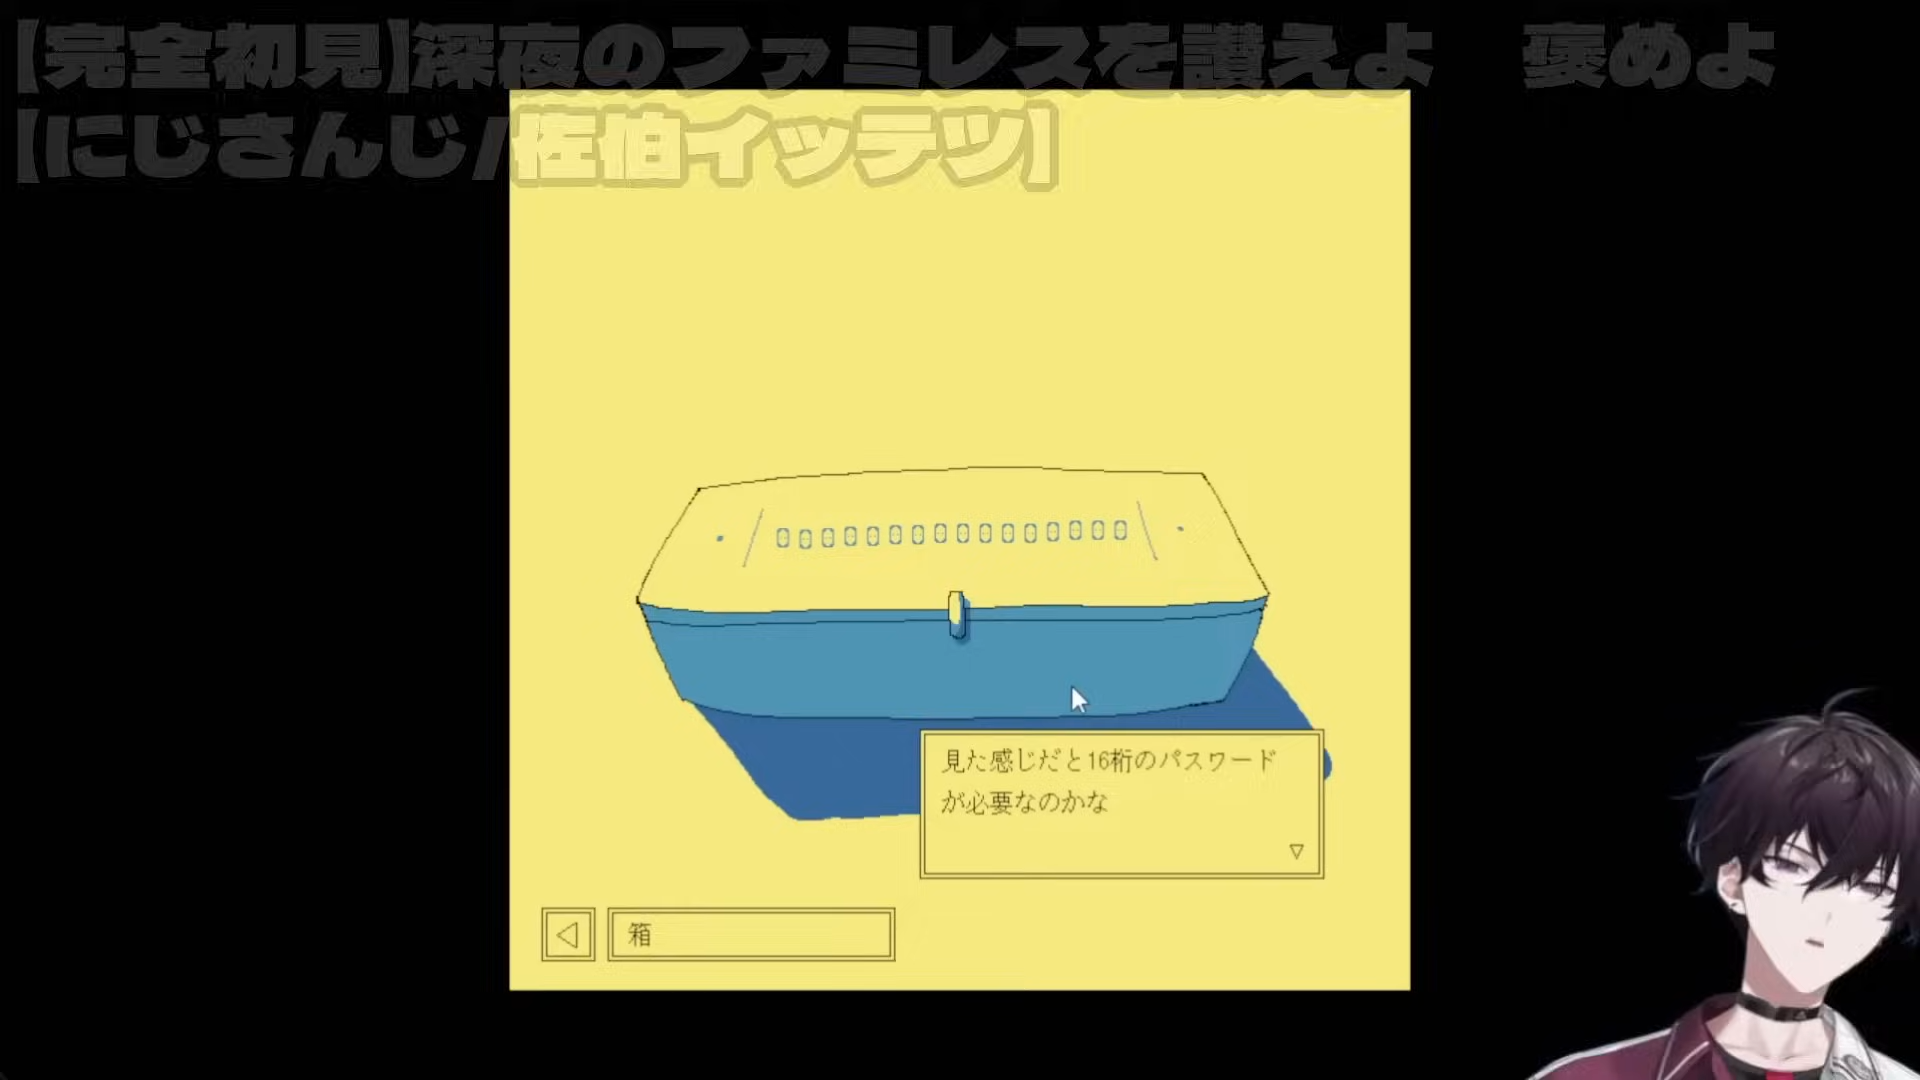 【完全初見】深夜のファミレスを讃えよ　褒めよ
【にじさんじ/佐伯イッテツ】
0000000000000000
見た感じだと16桁のパスワード
が必要なのかな
▽
◁ 箱